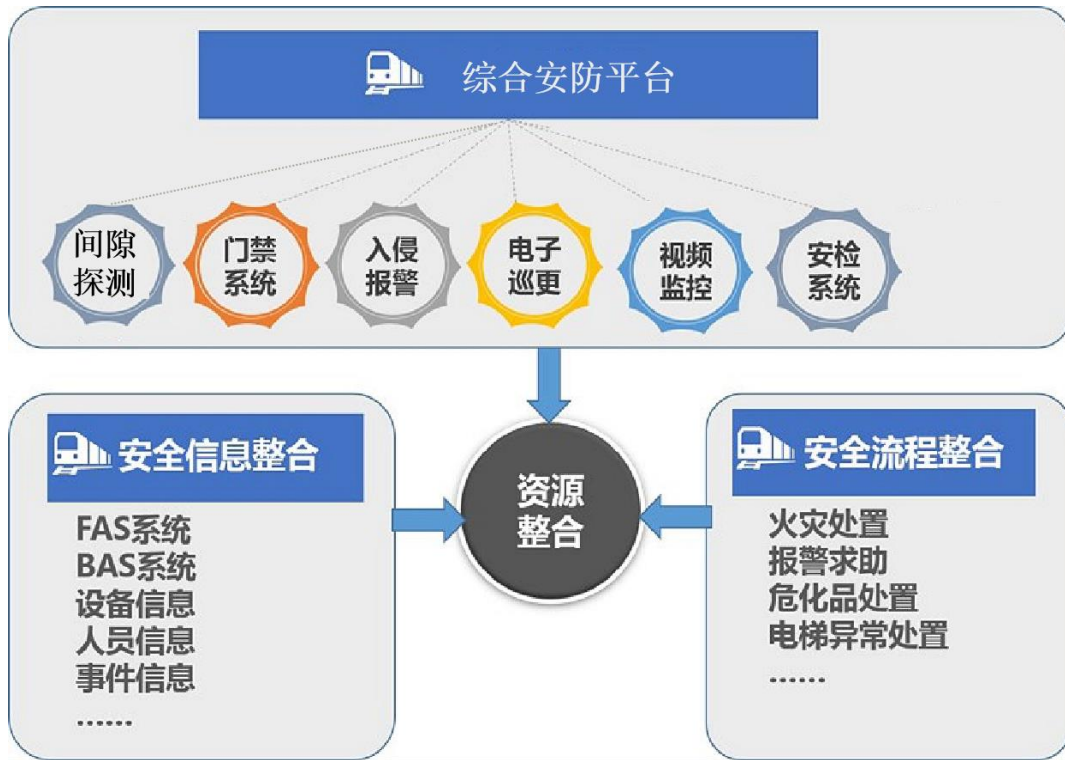 综合安防平台
间隙
探测
门禁
系统
入侵
报警
电子
巡更
视频
监控
安检
系统
安全信息整合
FAS系统
BAS系统
设备信息
人员信息
事件信息
……
资源
整合
安全流程整合
火灾处置
报警求助
危化品处置
电梯异常处置
……